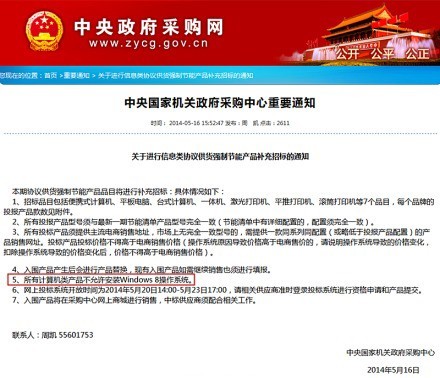 中央政府采购网
www.zycg.gov.cn
公开 公平 公正
您现在的位置：首页 >重要通知 > 关于进行信息类协议供货强制节能产品补充招标的通知
中央国家机关政府采购中心重要通知
时间： 2014-05-16 15:52:47 发布： 周 凯 点击：2611
关于进行信息类协议供货强制节能产品补充招标的通知
本期协议供货强制节能产品品目将进行补充招标：具体情况如下：
1、招标品目包括便携式计算机、平板电脑、台式计算机、一体机、激光打印机、平推打印机、滚筒打印机等7个品目，每个品牌的
投报产品款数见附件。
2、所有投报产品型号须与最新一期节能清单产品型号完全一致（节能清单中有详细配置的，配置须完全一致）。
3、所有投标产品须提供主流电商销售地址，市场上无完全一致型号的，需提供一款同系列同配置（或略低于投报产品配置）的产
品销售网址。投标产品投标价格不得高于电商销售价格（操作系统原因导致价格高于电商售价的，请说明操作系统导致的价格变化，
扣除操作系统导致的价格变化后，价格不得高于电商销售价格）。
4、入围产品产生后会进行产品替换，现有入围产品如需继续销售也须进行填报。
5、所有计算机类产品不允许安装Windows 8操作系统。
6、网上投标系统开放时间为2014年5月20日14:00-5月23日17:00，请相关供应商准时登录投标系统进行资格申请和产品提交。
7、入围产品将在采购中心网上商城进行销售，中标供应商须配合相关工作。
联系人：周凯 55601753
中央国家机关政府采购中心
2014年5月16日